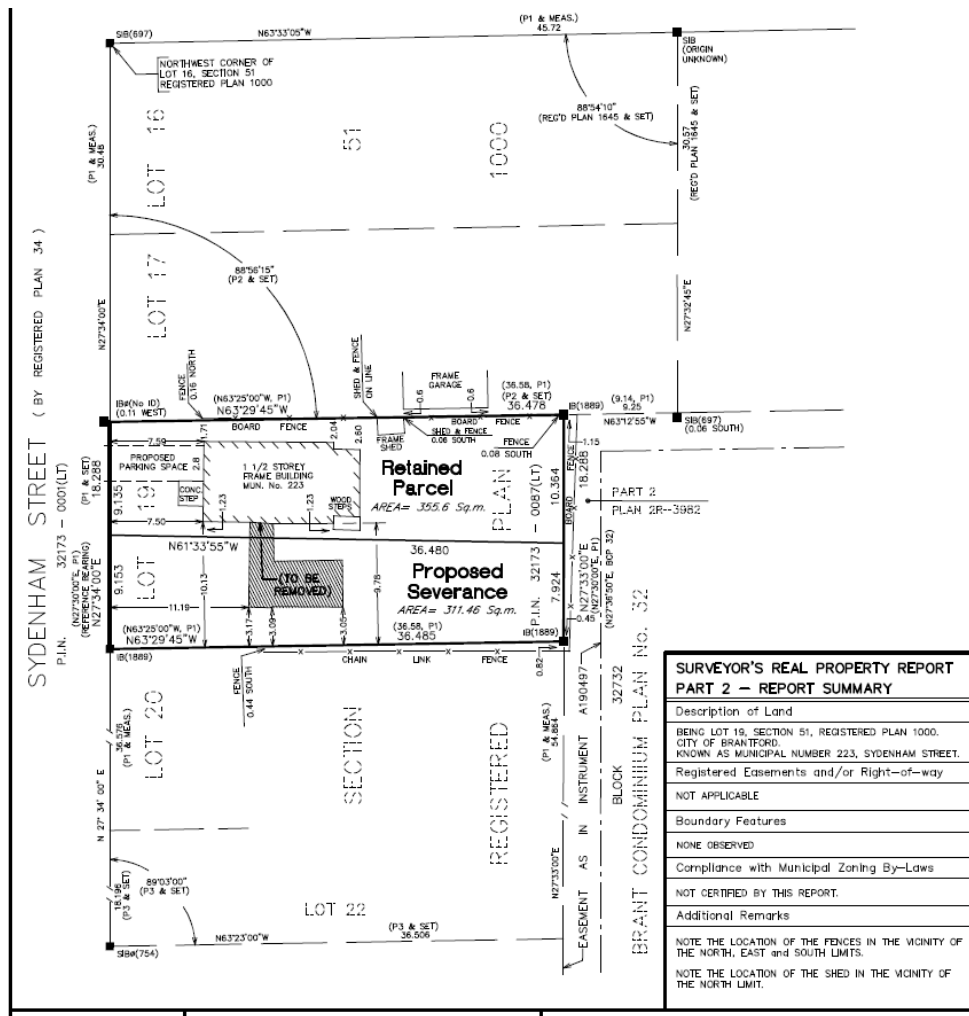 (P1 & MEAS.)
45.72
SIB(697)
N63°33'05"W
SIB
(ORIGIN
UNKNOWN)
NORTHWEST CORNER OF
LOT 16, SECTION 51
REGISTERED PLAN 1000
88°54'10"
(REG'D PLAN 1645 & SET)
(P1 & MEAS.)
30.48
LOT 16
51
1000
30.57
(REG'D PLAN 1645 & SET)
SYDENHAM STREET ( BY REGISTERED PLAN 34 )
P.I.N. 32173 - 0001(LT)
LOT 17
88°56'15"
(P2 & SET)
N27°34'00"E
N27°32'45"E
IBø(No ID)
(0.11 WEST)
FENCE
0.16 NORTH
(N63°25'00"W, P1)
N63°29'45"W
SHED & FENCE
ON LINE
FRAME
GARAGE
0.6
0.6
(36.58, P1)
(P2 & SET)
36.478
IB(1889)
(9.14, P1)
9.25
N63°12'55"W
SIB(697)
(0.06 SOUTH)
BOARD FENCE
BOARD
SHED & FENCE
0.06 SOUTH
FENCE
0.08 SOUTH
FRAME
SHED
1.71
2.04
2.60
7.50
PROPOSED
PARKING SPACE
2.8
1 1/2 STOREY
FRAME BUILDING
MUN. No. 223
CONC.
STEP
WOOD
STEPS
1.23
1.23
7.50
Retained
Parcel
AREA= 355.6 Sq.m.
PLAN
- 0087(LT)
10.364
18.288
1.15
BOARD FENCE
PART 2
PLAN 2R--3982
(P1 & SET)
18.288
9.135
LOT 19
N61°33'55"W
36.480
(TO BE
REMOVED)
Proposed
Severance
AREA= 311.46 Sq.m.
P.I.N. 32173
7.924
0.45
N27°33'00"E
(N27°30'00"E, P1)
(N27°36'50"E, BCP 32)
(N27°30'00"E, P1)
(REFERENCE BEARING)
N27°34'00"E
9.153
10.13
11.19
9.78
3.17
3.09
3.05
(N63°25'00"W, P1)
N63°29'45"W
(36.58, P1)
36.485
IB(1889)
IB(1889)
CHAIN LINK FENCE
FENCE
0.44 SOUTH
0.82
36.576
(P1 & MEAS.)
LOT 20
SECTION
REGISTERED
(P1 & MEAS.)
54.864
EASEMENT AS IN INSTRUMENT A190497
BLOCK 32732
BRANT CONDOMINIUM PLAN No. 32
N 27° 34' 00" E
N27°33'00"E
18.196
(P3 & SET)
89°03'00"
(P3 & SET)
LOT 22
N63°23'00"W
(P3 & SET)
36.506
SIBø(754)
SURVEYOR'S REAL PROPERTY REPORT
PART 2 – REPORT SUMMARY
Description of Land
BEING LOT 19, SECTION 51, REGISTERED PLAN 1000.
CITY OF BRANTFORD.
KNOWN AS MUNICIPAL NUMBER 223, SYDENHAM STREET.
Registered Easements and/or Right-of-way
NOT APPLICABLE
Boundary Features
NONE OBSERVED
Compliance with Municipal Zoning By-Laws
NOT CERTIFIED BY THIS REPORT.
Additional Remarks
NOTE THE LOCATION OF THE FENCES IN THE VICINITY OF
THE NORTH, EAST and SOUTH LIMITS.
NOTE THE LOCATION OF THE SHED IN THE VICINITY OF
THE NORTH LIMIT.